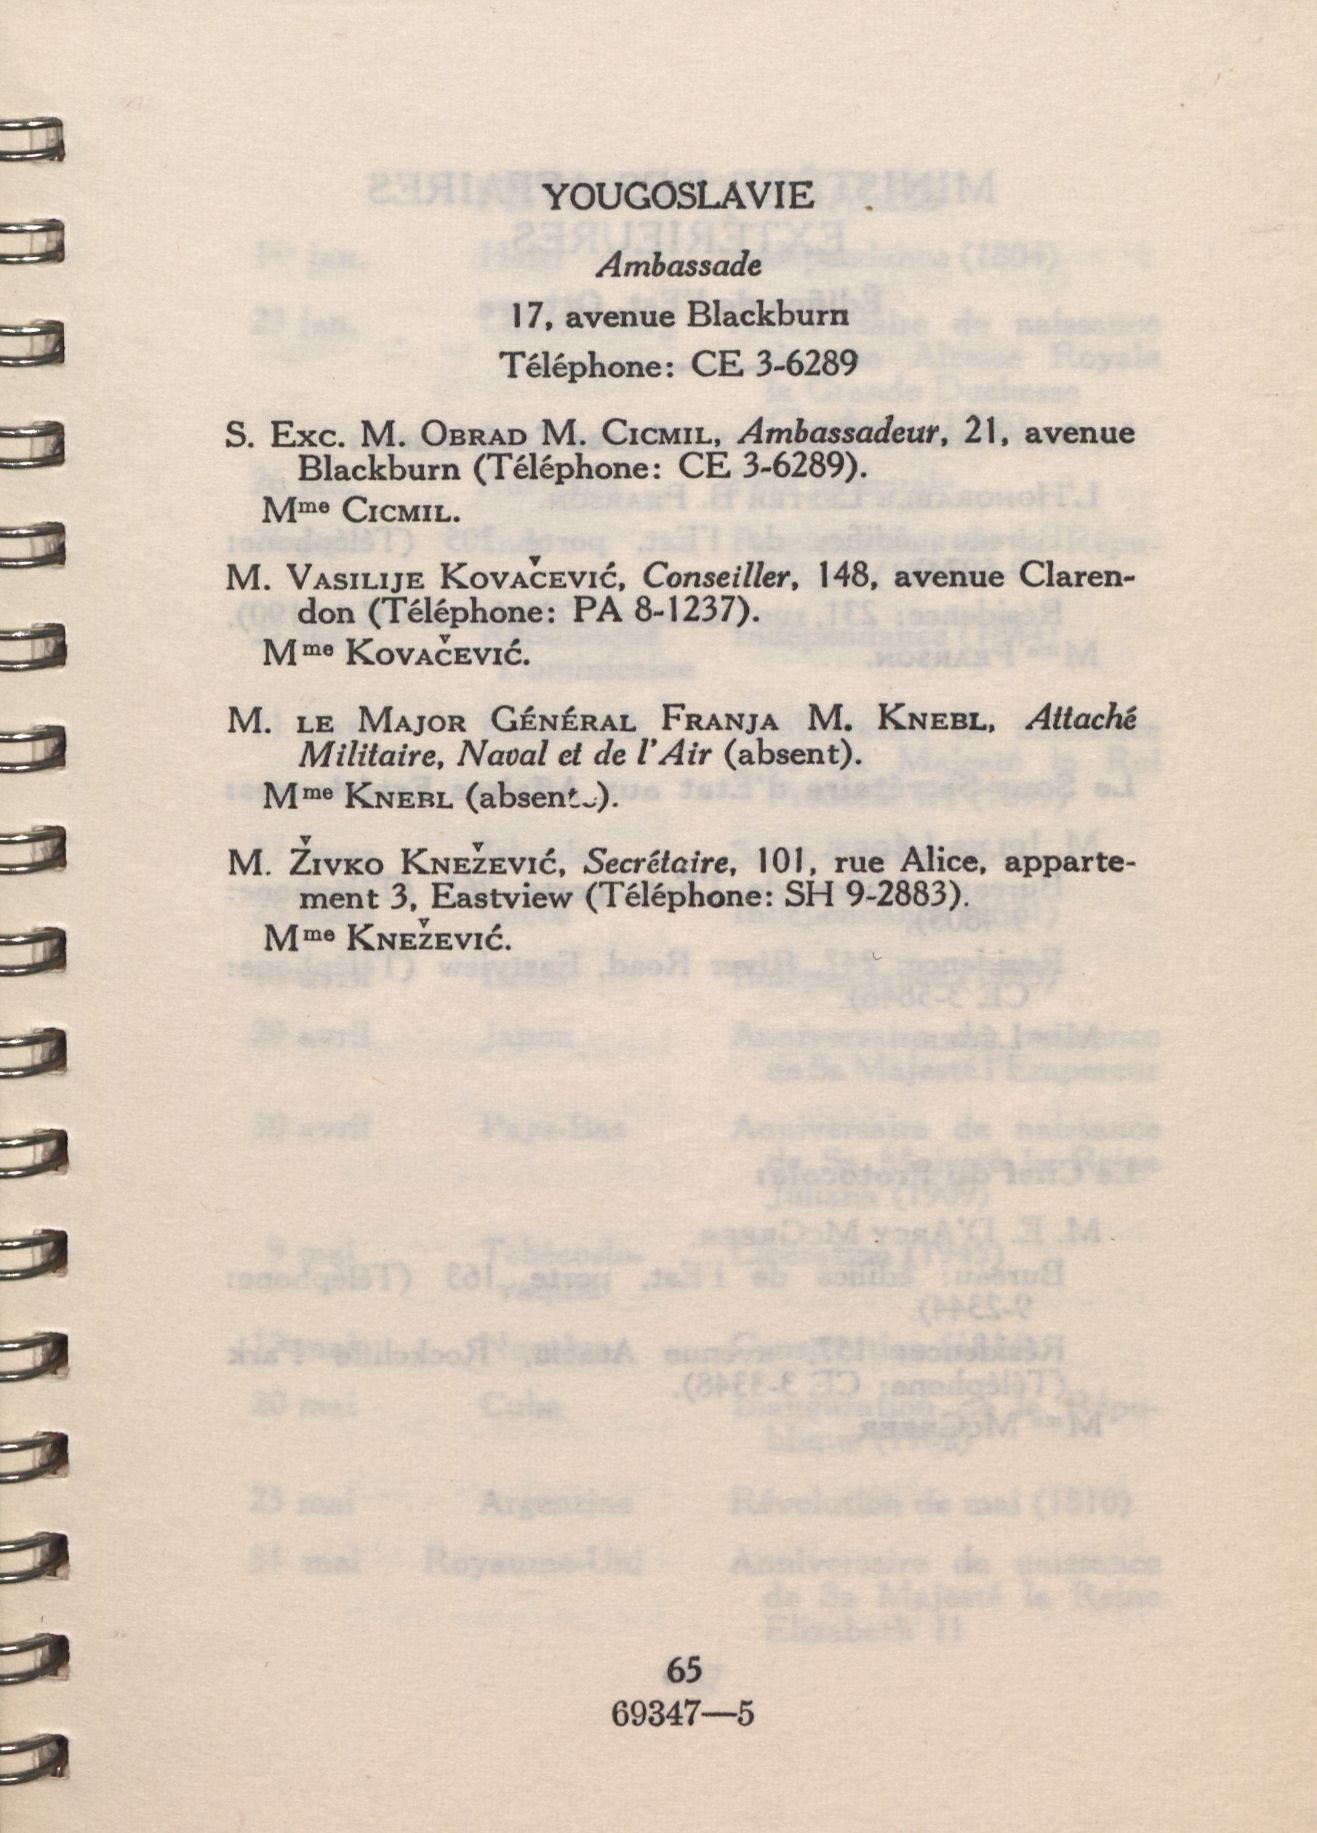 YOUGOSLAVIE
Ambassade
17, avenue Blackburn
Téléphone: CE 3-6289
S. Exc. M. Obrad M. Cicmil, Ambassadeur, 21, avenue
Blackburn (Téléphone: CE 3-6289).
Mme Cicmil.
M. Vasilije Kovačević, Conseiller, 148, avenue Claren-
don (Téléphone: PA 8-1237).
Mme Kovačević.
M. le Major Général Franja M. Knebl, Attaché
Militaire, Naval et de l'Air (absent).
Mme Knebl (absente).
M. Živko Knežević, Secrétaire, 101, rue Alice, apparte-
ment 3, Eastview (Téléphone: SH 9-2883).
Mme Knežević.
65
69347—5